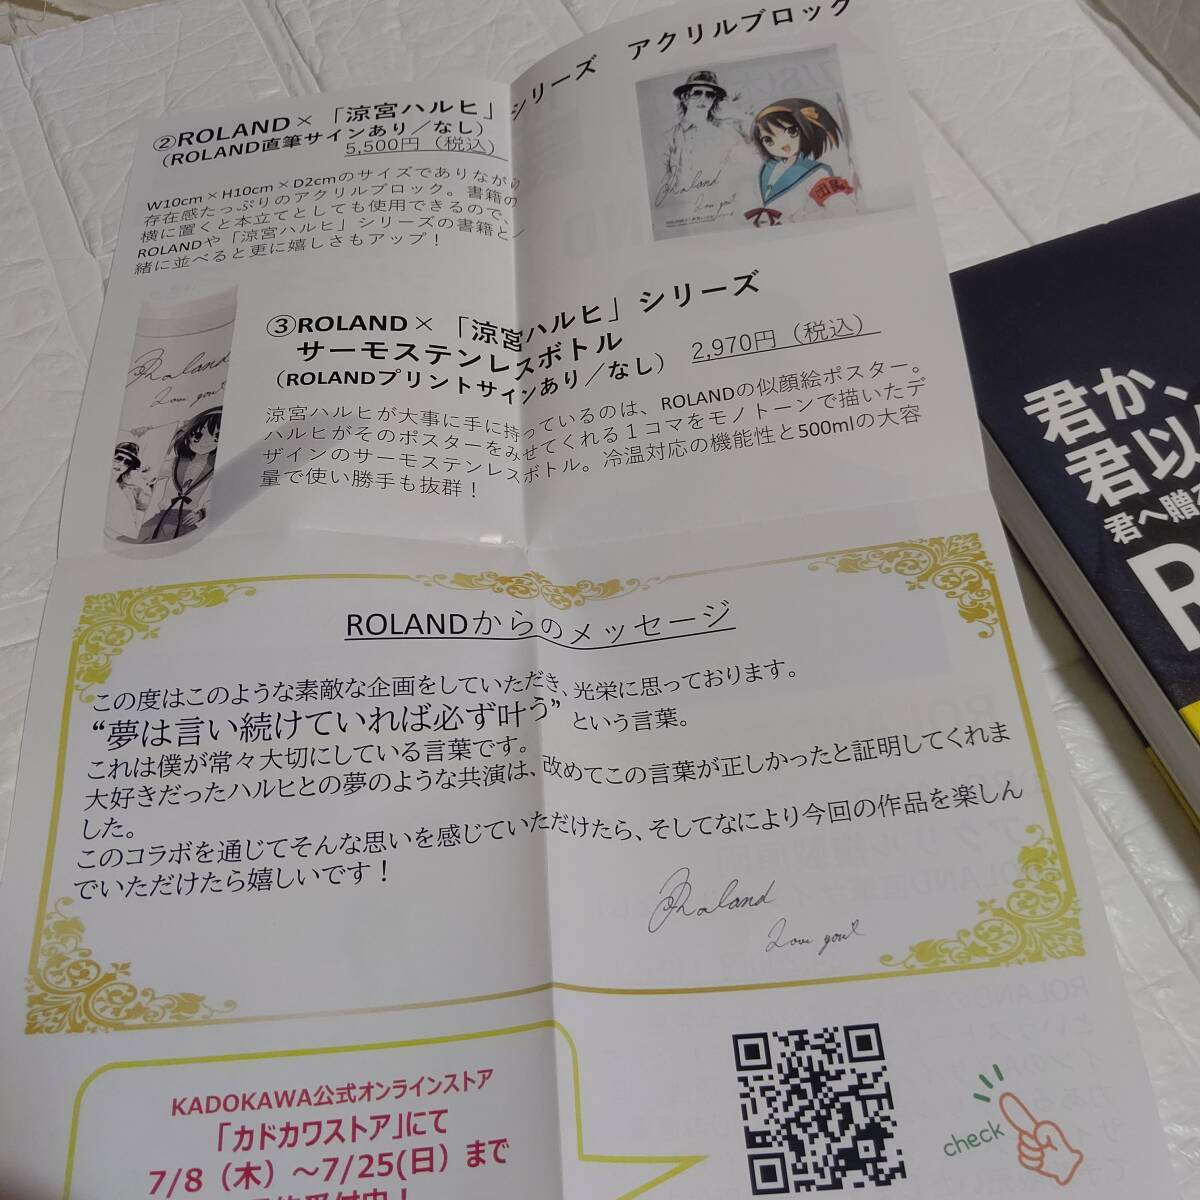 ②ROLAND×「涼宮ハルヒ」シリーズ　アクリルブロック
（ROLAND直筆サインあり／なし）
5,500円（税込）
W10cm×H10cm×D2cmのサイズでありながら
存在感たっぷりのアクリルブロック。書籍の
横に置くと本立てとしても使用できるので、
ROLANDや「涼宮ハルヒ」シリーズの書籍と
緒に並べると更に嬉しさもアップ！
Roland
Love you♡
団長
③ROLAND×「涼宮ハルヒ」シリーズ
サーモステンレスボトル
（ROLANDプリントサインあり／なし）　2,970円（税込）
涼宮ハルヒが大事に手に持っているのは、ROLANDの似顔絵ポスター。
ハルヒがそのポスターをみせてくれる１コマをモノトーンで描いたデ
ザインのサーモステンレスボトル。冷温対応の機能性と500mlの大容
量で使い勝手も抜群！
Roland
Love you♡
ROLANDからのメッセージ
この度はこのような素敵な企画をしていただき、光栄に思っております。
“夢は言い続けていれば必ず叶う”という言葉。
これは僕が常々大切にしている言葉です。
大好きだったハルヒとの夢のような共演は、改めてこの言葉が正しかったと証明してくれま
した。
このコラボを通じてそんな思いを感じていただけたら、そしてなにより今回の作品を楽しん
でいただけたら嬉しいです！
Roland
Love you♡
KADOKAWA公式オンラインストア
「カドカワストア」にて
7/8（木）～7/25(日）まで
check
君か、
君以
君へ贈る
R